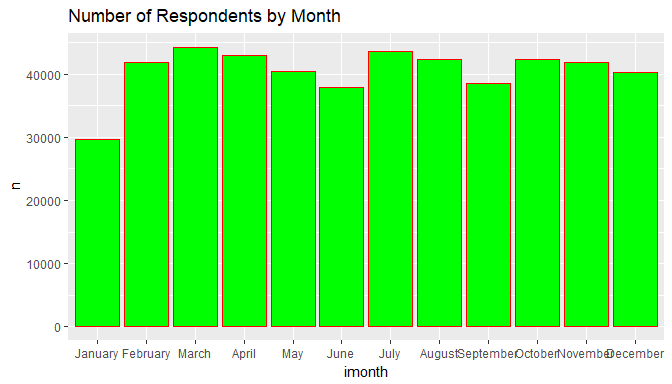 Number of Respondents by Month
n
40000
30000
20000
10000
0
January February March April May June July August September October November December
imonth